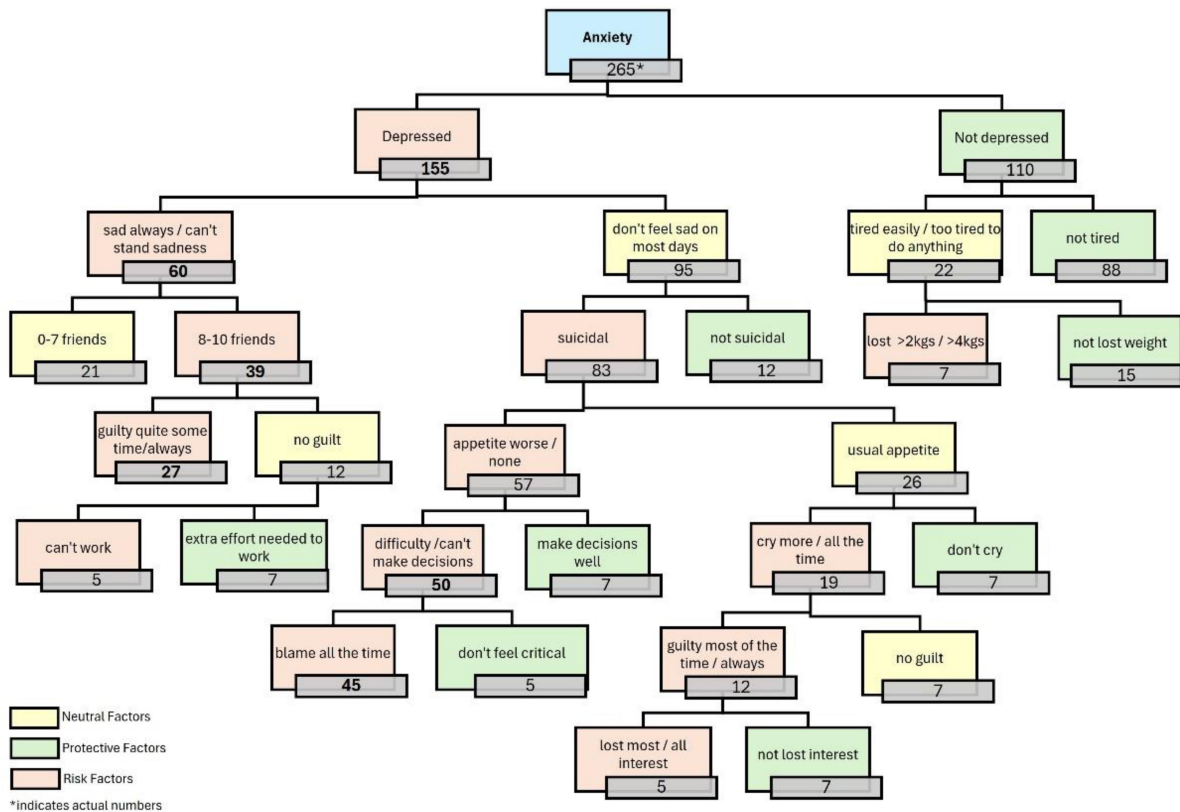 Anxiety
265*
Depressed
155
Not depressed
110
sad always / can't
stand sadness
60
don't feel sad on
most days
95
tired easily / too tired to
do anything
22
not tired
88
0-7 friends
21
8-10 friends
39
suicidal
83
not suicidal
12
lost >2kgs / >4kgs
7
not lost weight
15
guilty quite some
time/always
27
no guilt
12
appetite worse /
none
57
usual appetite
26
can't work
5
extra effort needed to
work
7
difficulty /can't
make decisions
50
make decisions
well
7
cry more / all the
time
19
don't cry
7
blame all the time
45
don't feel critical
5
guilty most of the
time / always
12
no guilt
7
lost most / all
interest
5
not lost interest
7
Neutral Factors
Protective Factors
Risk Factors
*indicates actual numbers